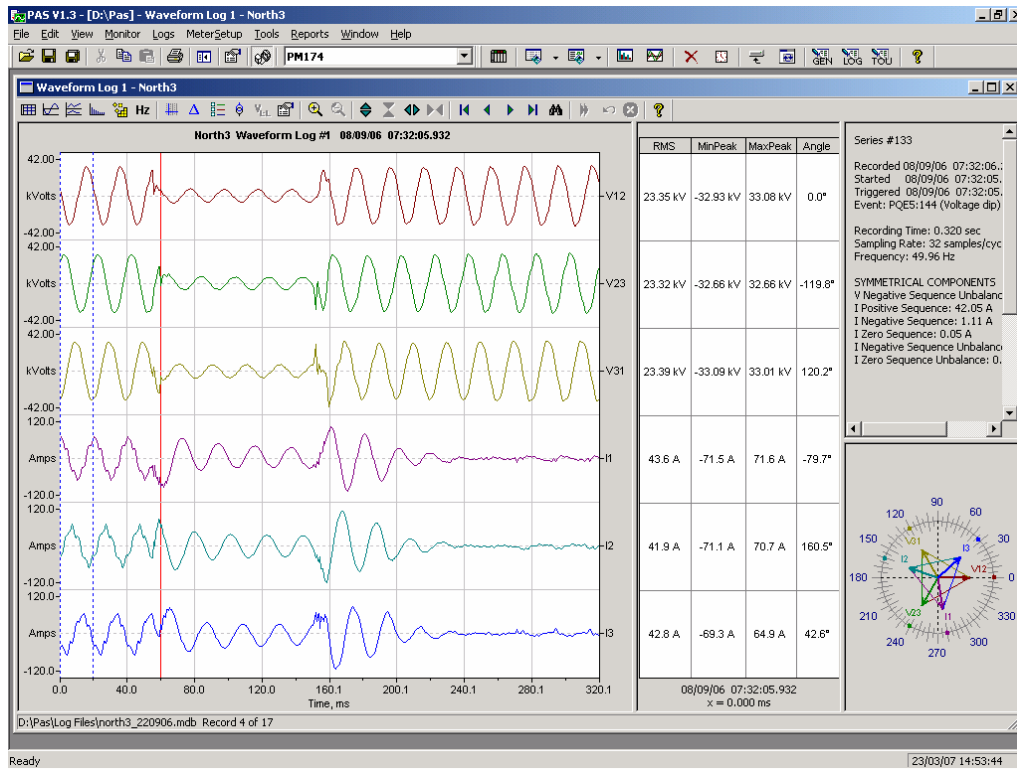 PAS V1.3 - [D:\Pas] - Waveform Log 1 - North3
File Edit View Monitor Logs MeterSetup Tools Reports Window Help
PM174
GEN LOG TOU
Waveform Log 1 - North3
Hz
North3 Waveform Log #1 08/09/06 07:32:05.932
42.00
kVolts
V12
-42.00
42.00
kVolts
V23
-42.00
42.00
kVolts
V31
-42.00
120.0
Amps
I1
-120.0
120.0
Amps
I2
-120.0
120.0
Amps
I3
-120.0
0.0 40.0 80.0 120.0 160.1 200.1 240.1 280.1 320.1
Time, ms
RMS MinPeak MaxPeak Angle
23.35 kV -32.93 kV 33.08 kV 0.0°
23.32 kV -32.66 kV 32.66 kV -119.8°
23.39 kV -33.09 kV 33.01 kV 120.2°
43.6 A -71.5 A 71.6 A -79.7°
41.9 A -71.1 A 70.7 A 160.5°
42.8 A -69.3 A 64.9 A 42.6°
08/09/06 07:32:05.932
x = 0.000 ms
Series #133
Recorded 08/09/06 07:32:06.
Started 08/09/06 07:32:05.
Triggered 08/09/06 07:32:05.
Event: PQE5:144 (Voltage dip)
Recording Time: 0.320 sec
Sampling Rate: 32 samples/cyc
Frequency: 49.96 Hz
SYMMETRICAL COMPONENTS
V Negative Sequence Unbalanc
I Positive Sequence: 42.05 A
I Negative Sequence: 1.11 A
I Zero Sequence: 0.05 A
I Negative Sequence Unbalanc
I Zero Sequence Unbalance: 0.
90
120 60
150 30
180 0
210 330
240 300
270
I3
I2
V12
V23
I1
D:\Pas\Log Files\north3_220906.mdb Record 4 of 17
Ready
23/03/07 14:53:44